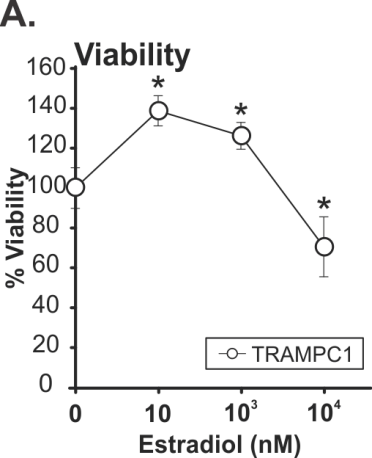 A.
Viability
160
140
120
100
80
60
40
20
0
% Viability
*
*
*
TRAMPC1
0 10 10³ 10⁴
Estradiol (nM)